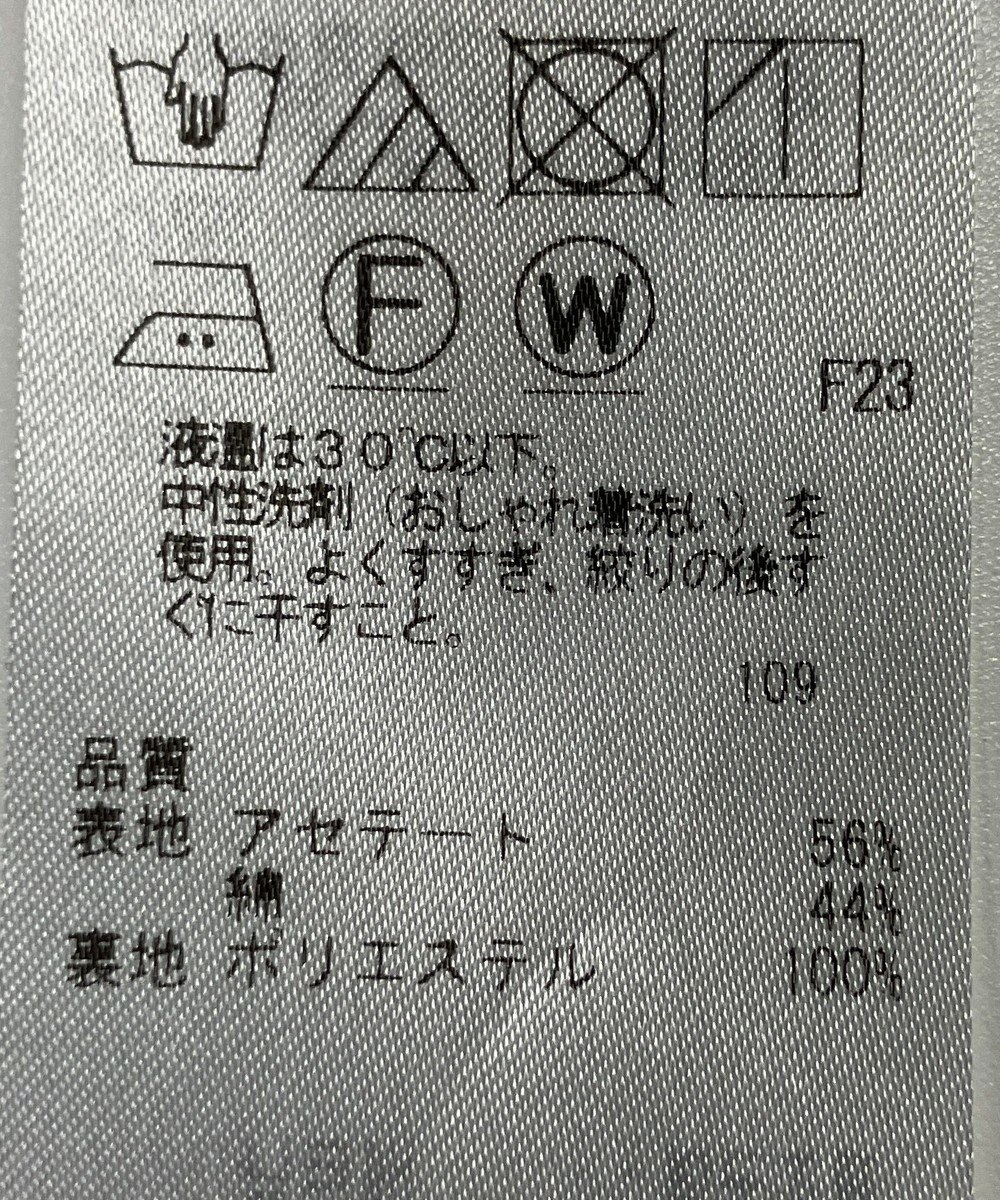 F
W
F23
液温は30℃以下。
中性洗剤（おしゃれ着洗い）を
使用。よくすすぎ、絞りの後す
ぐに干すこと。
109
品質
表地 アセテート 56%
絹 44%
裏地 ポリエステル 100%